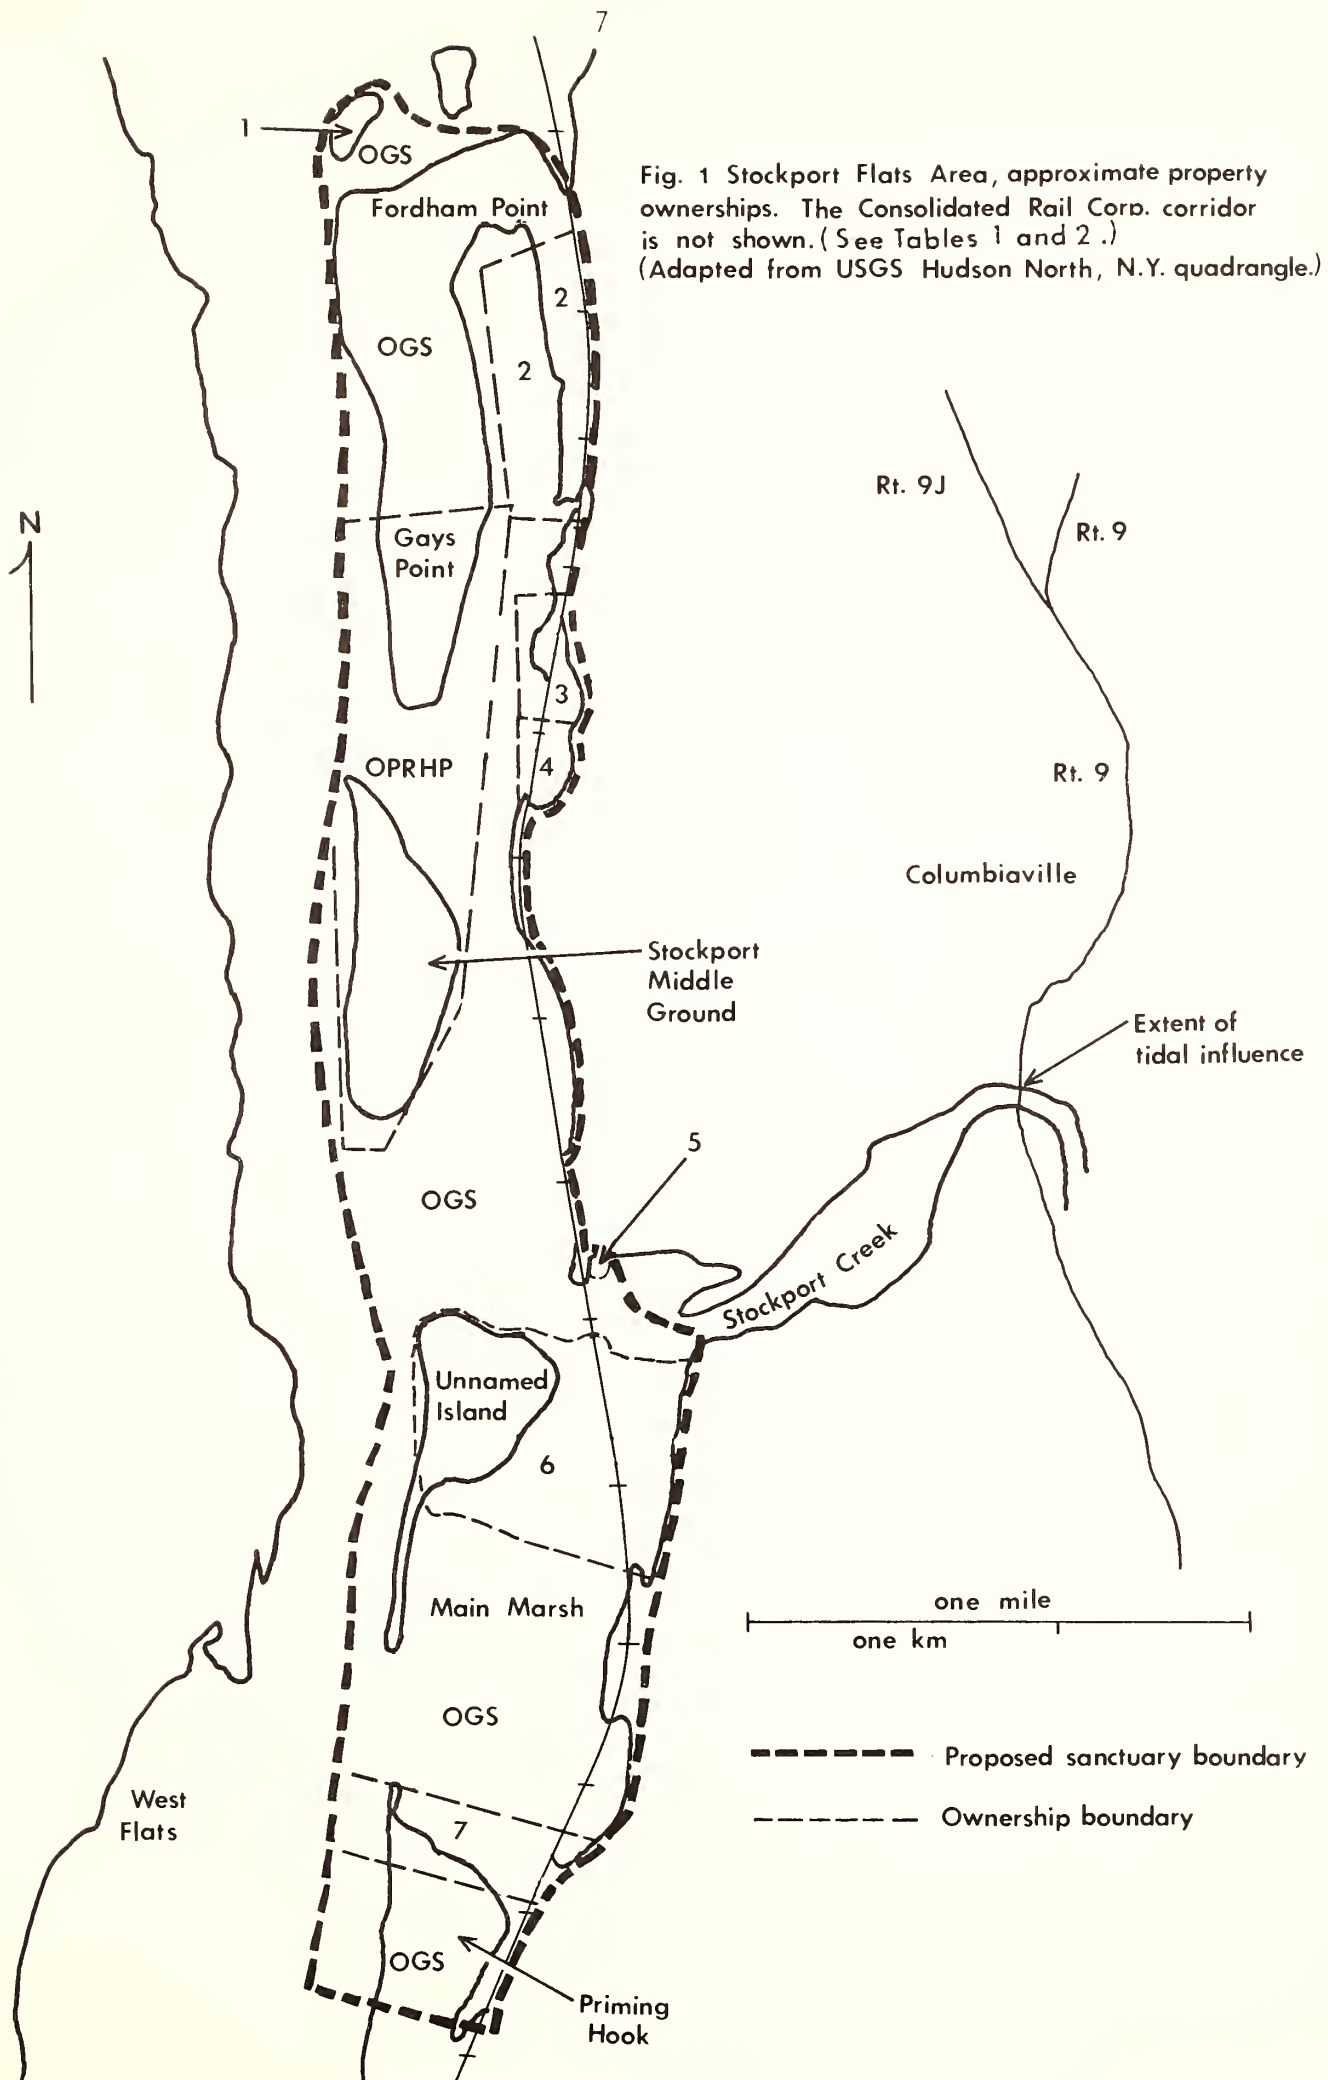 7
1
OGS
Fig. 1 Stockport Flats Area, approximate property
ownerships. The Consolidated Rail Corp. corridor
is not shown. (See Tables 1 and 2.)
(Adapted from USGS Hudson North, N.Y. quadrangle.)
Fordham Point
2
OGS
2
Rt. 9J
N
Rt. 9
Gays
Point
3
OPRHP
4
Rt. 9
Columbiaville
Stockport
Middle
Ground
Extent of
tidal influence
5
OGS
Stockport Creek
Unnamed
Island
6
one mile
Main Marsh
one km
OGS
Proposed sanctuary boundary
West
Flats
Ownership boundary
7
OGS
Priming
Hook